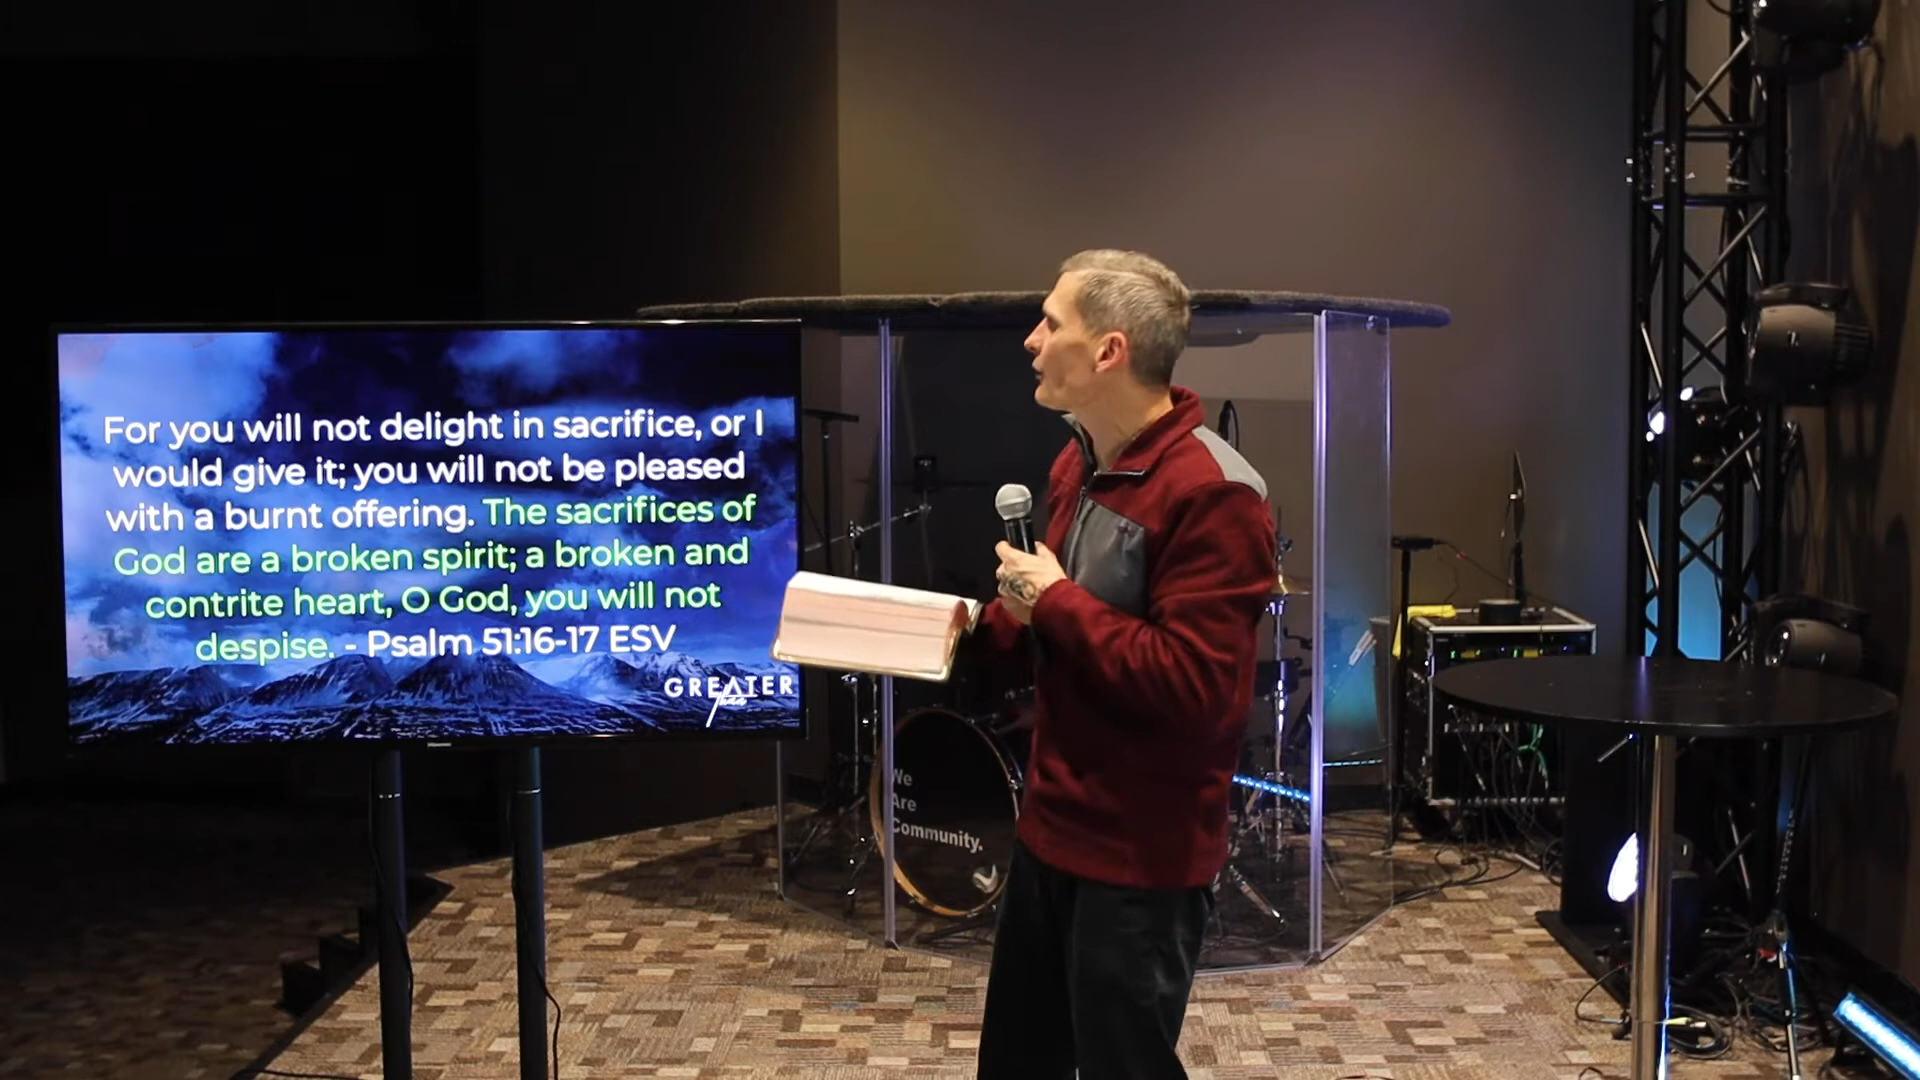 For you will not delight in sacrifice, or I
would give it; you will not be pleased
with a burnt offering. The sacrifices of
God are a broken spirit; a broken and
contrite heart, O God, you will not
despise. - Psalm 51:16-17 ESV
GREATER
Than
We
Are
Community.